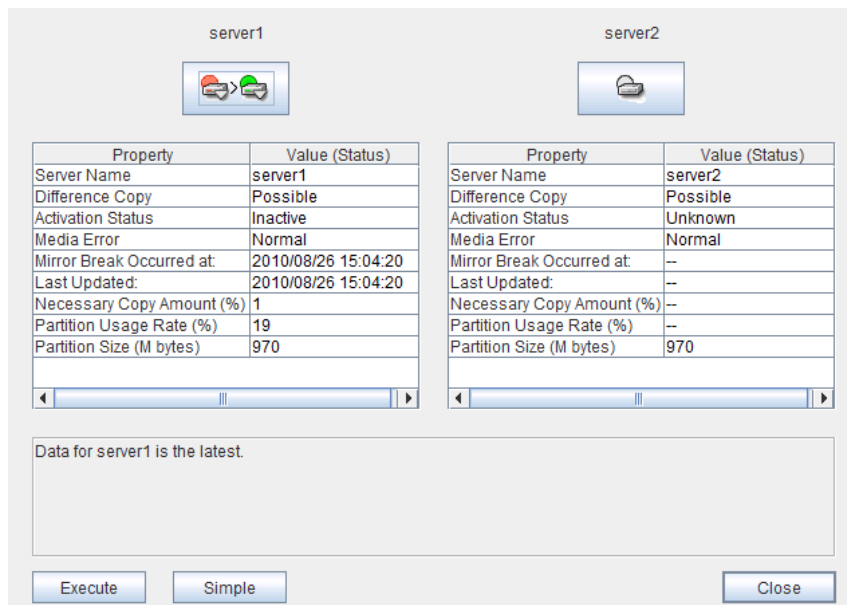 server1 server2
Property Value (Status)
Server Name server1
Difference Copy Possible
Activation Status Inactive
Media Error Normal
Mirror Break Occurred at: 2010/08/26 15:04:20
Last Updated: 2010/08/26 15:04:20
Necessary Copy Amount (%) 1
Partition Usage Rate (%) 19
Partition Size (M bytes) 970
Property Value (Status)
Server Name server2
Difference Copy Possible
Activation Status Unknown
Media Error Normal
Mirror Break Occurred at: --
Last Updated: --
Necessary Copy Amount (%) --
Partition Usage Rate (%) --
Partition Size (M bytes) 970
Data for server1 is the latest.
Execute Simple Close